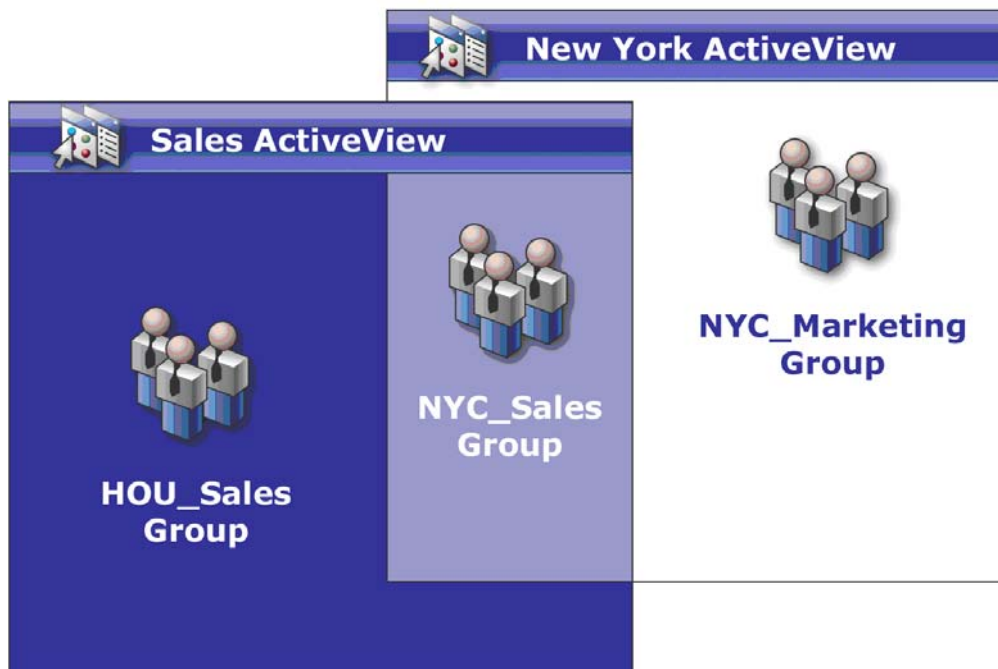 New York ActiveView
Sales ActiveView
NYC_Marketing
Group
NYC_Sales
Group
HOU_Sales
Group